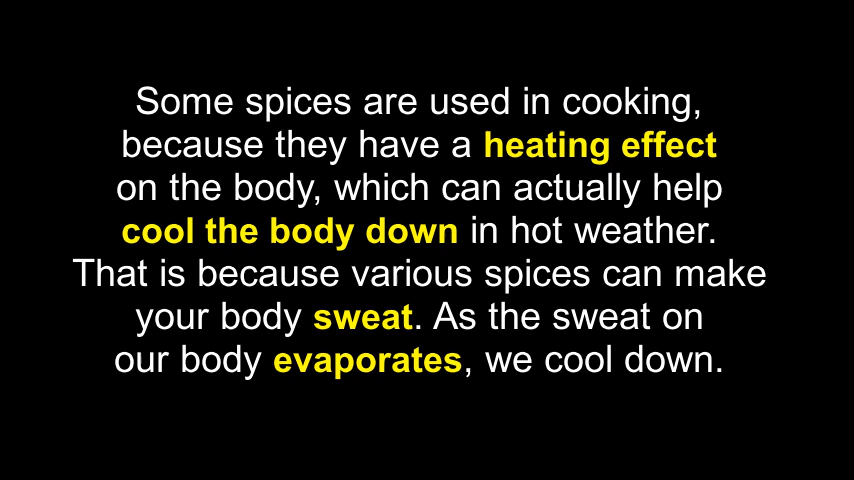 Some spices are used in cooking,
because they have a heating effect
on the body, which can actually help
cool the body down in hot weather.
That is because various spices can make
your body sweat. As the sweat on
our body evaporates, we cool down.